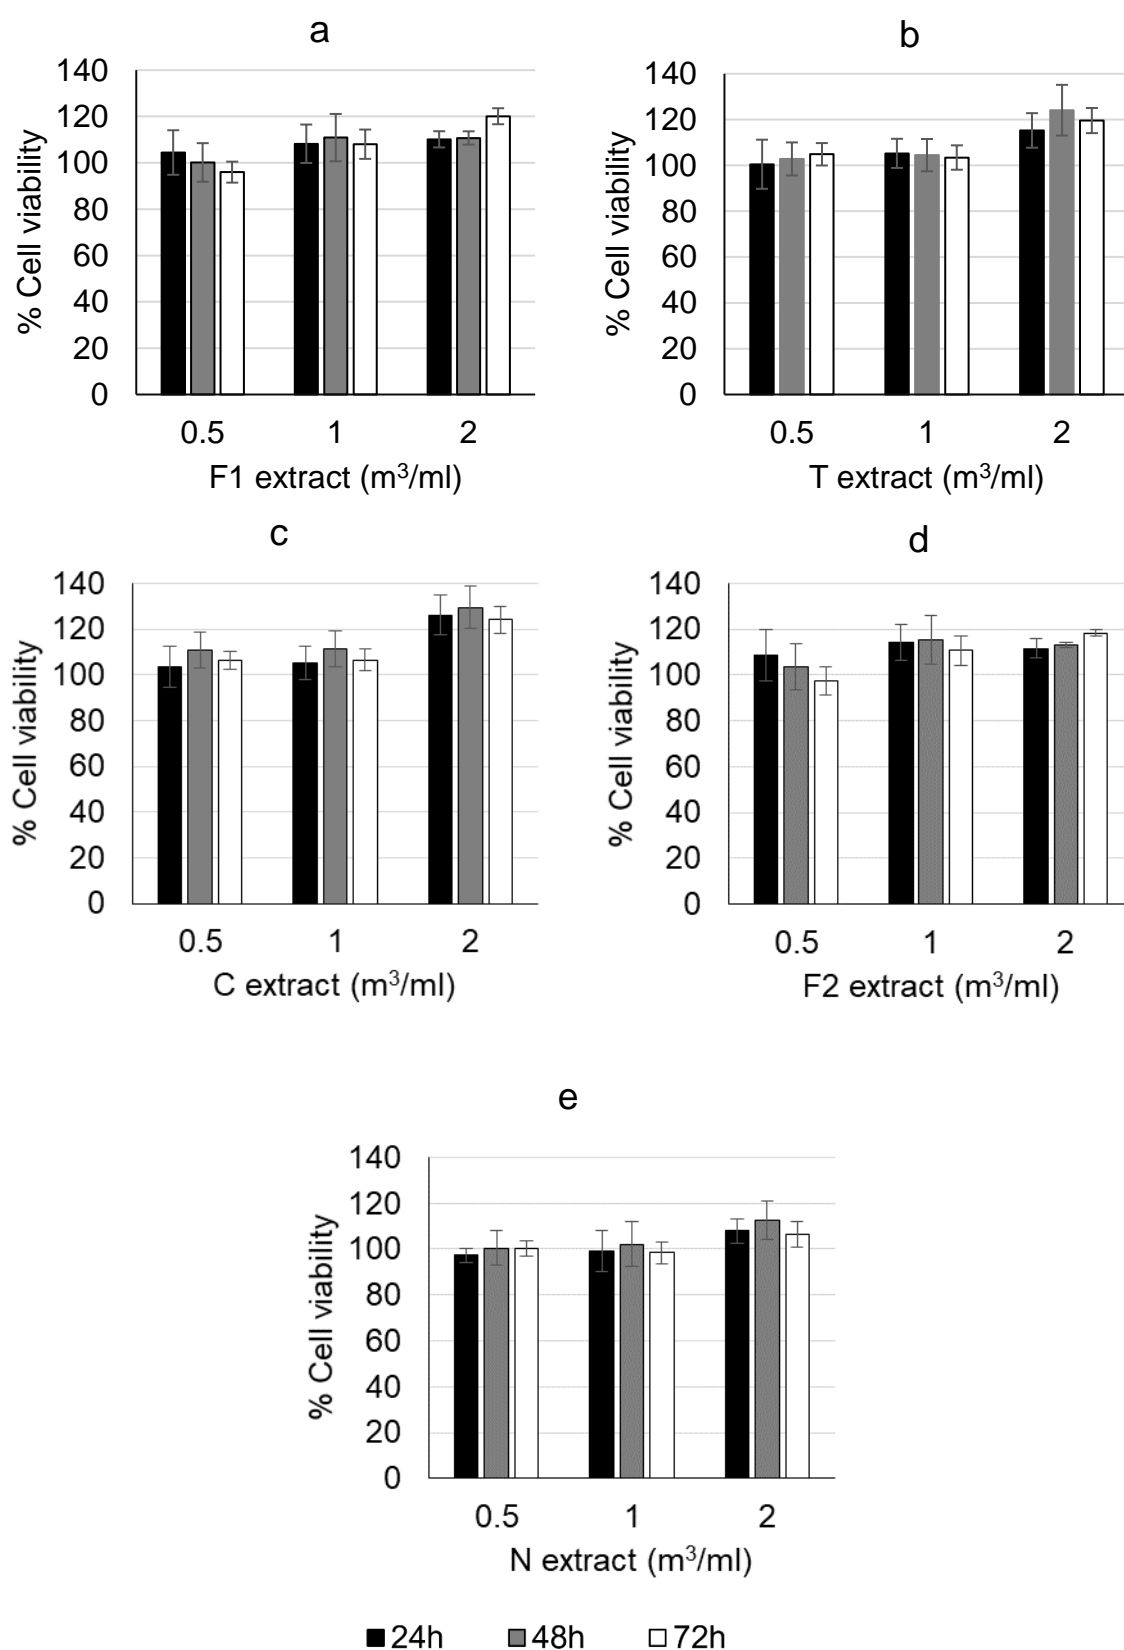 a
140
120
100
80
60
40
20
0
% Cell viability
0.5 1 2
F1 extract (m³/ml)
b
140
120
100
80
60
40
20
0
% Cell viability
0.5 1 2
T extract (m³/ml)
c
140
120
100
80
60
40
20
0
% Cell viability
0.5 1 2
C extract (m³/ml)
d
140
120
100
80
60
40
20
0
% Cell viability
0.5 1 2
F2 extract (m³/ml)
e
140
120
100
80
60
40
20
0
% Cell viability
0.5 1 2
N extract (m³/ml)
24h 48h 72h